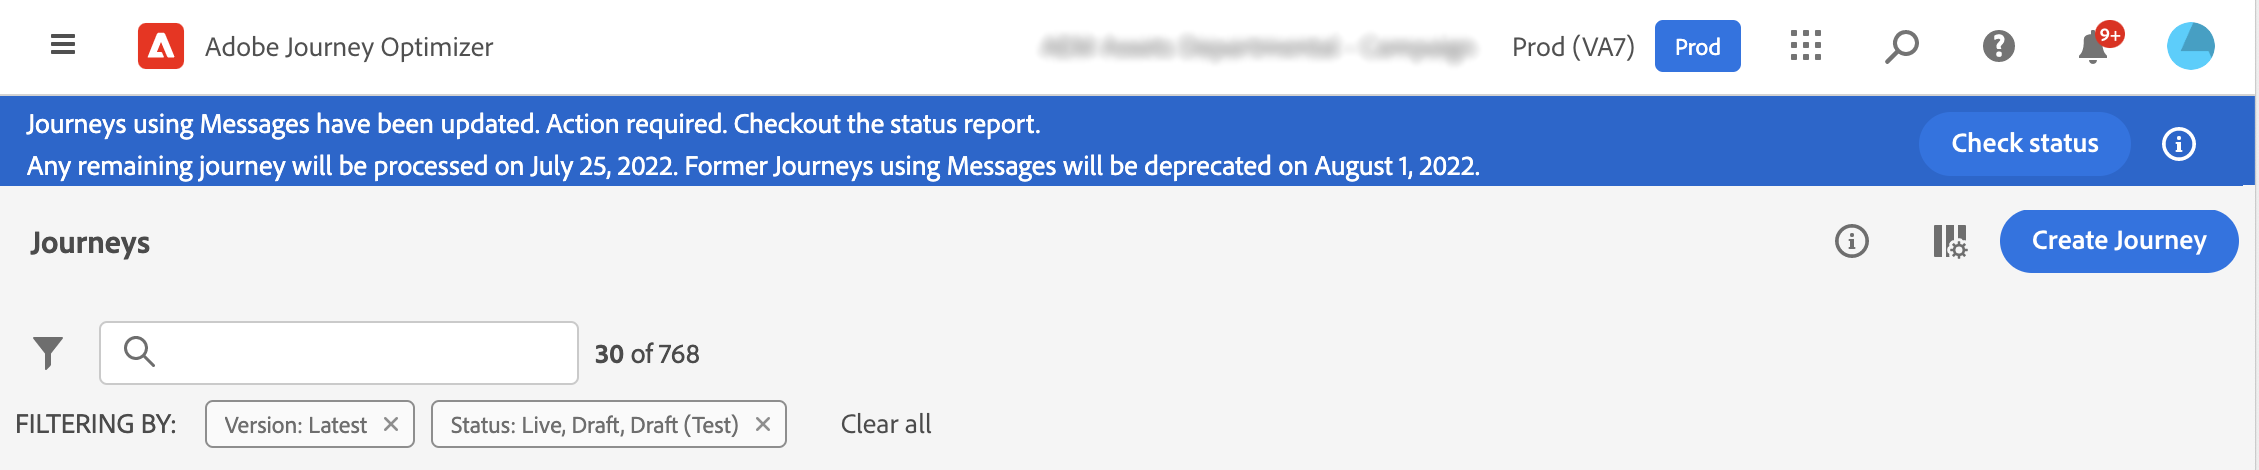 Adobe Journey Optimizer
Prod (VA7)
Prod
9+
Journeys using Messages have been updated. Action required. Checkout the status report.
Any remaining journey will be processed on July 25, 2022. Former Journeys using Messages will be deprecated on August 1, 2022.
Check status
Journeys
Create Journey
30 of 768
FILTERING BY:
Version: Latest
Status: Live, Draft, Draft (Test)
Clear all